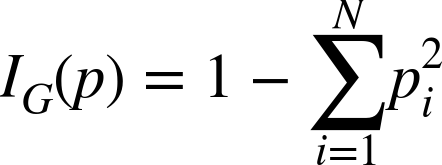 I_G(p) = 1 − ∑_{i=1}^{N} p_i^2